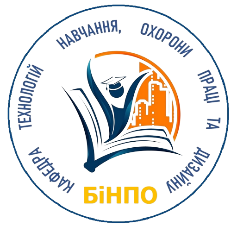 КАФЕДРА ТЕХНОЛОГІЙ НАВЧАННЯ, ОХОРОНИ ПРАЦІ ТА ДИЗАЙНУ
БІНПО